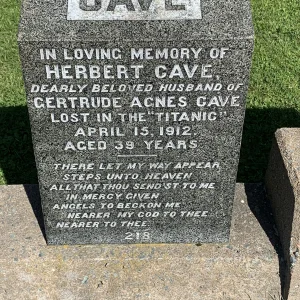 CAVE
IN LOVING MEMORY OF
HERBERT CAVE,
DEARLY BELOVED HUSBAND OF
GERTRUDE AGNES CAVE
LOST IN THE "TITANIC"
APRIL 15, 1912.
AGED 39 YEARS
THERE LET MY WAY APPEAR
STEPS UNTO HEAVEN
ALL THAT THOU SEND'ST TO ME
IN MERCY GIVEN
ANGELS TO BECKON ME
NEARER MY GOD TO THEE
NEARER TO THEE
218